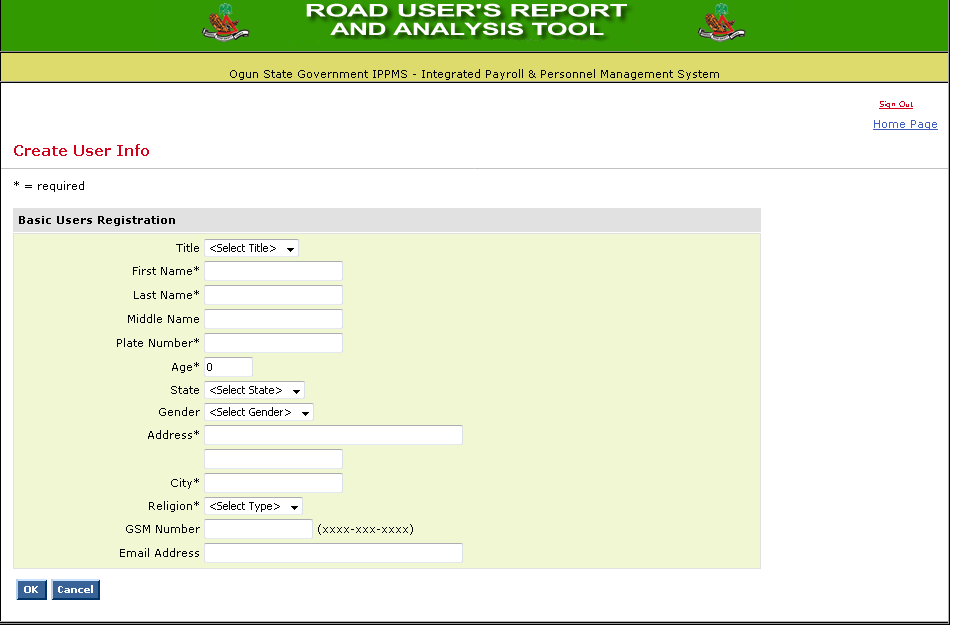 ROAD USER'S REPORT
AND ANALYSIS TOOL
Ogun State Government IPPMS - Integrated Payroll & Personnel Management System
Sign Out
Home Page
Create User Info
* = required
Basic Users Registration
Title <Select Title>
First Name*
Last Name*
Middle Name
Plate Number*
Age* 0
State <Select State>
Gender <Select Gender>
Address*
City*
Religion* <Select Type>
GSM Number (xxxx-xxx-xxxx)
Email Address
OK Cancel